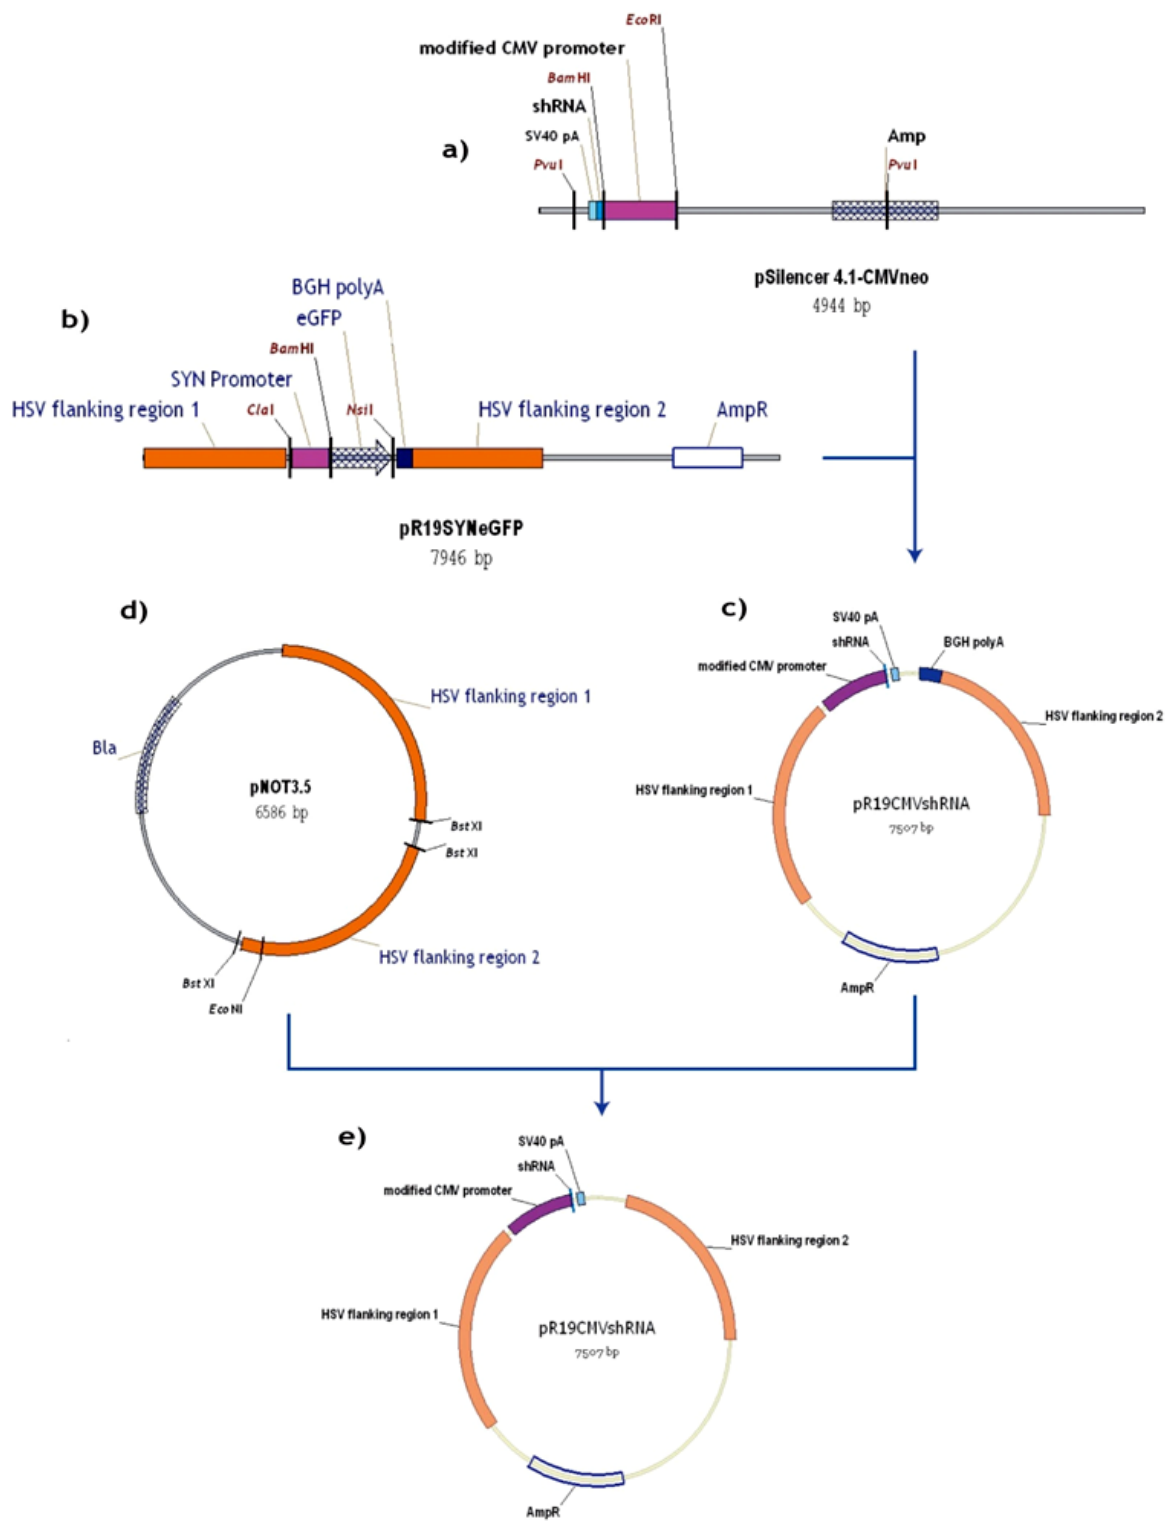 EcoRI
modified CMV promoter
BamHI
shRNA
SV40 pA
a)
Amp
PvuI
PvuI
pSilencer 4.1-CMVneo
4944 bp
BGH polyA
eGFP
b)
BamHI
SYN Promoter
HSV flanking region 1
ClaI
NsiI
HSV flanking region 2
AmpR
pR19SYNeGFP
7946 bp
d)
HSV flanking region 1
Bla
pNOT3.5
6586 bp
BstXI
BstXI
HSV flanking region 2
BstXI
EcoNI
c)
SV40 pA
shRNA
BGH polyA
modified CMV promoter
HSV flanking region 2
HSV flanking region 1
pR19CMVshRNA
7507 bp
AmpR
e)
SV40 pA
shRNA
modified CMV promoter
HSV flanking region 2
HSV flanking region 1
pR19CMVshRNA
7507 bp
AmpR